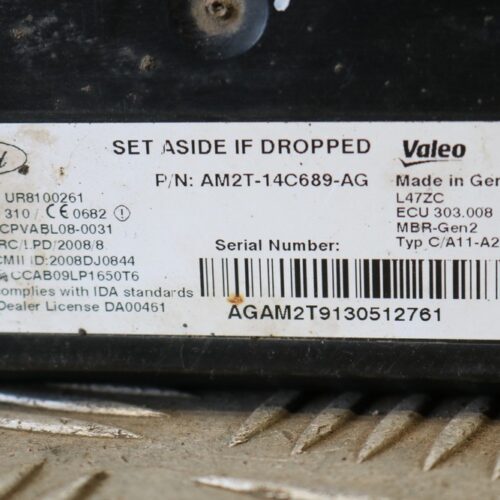 SET ASIDE IF DROPPED
Valeo
P/N: AM2T-14C689-AG
Made in Ger
UR8100261
L47ZC
310 / CE 0682
ECU 303.008
CPVABL08-0031
MBR-Gen2
RC/LPD/2008/8
Serial Number:
Typ C/A11-A2
CMII ID:2008DJ0844
CCAB09LP1650T6
omplies with IDA standards
Dealer License DA00461
AGAM2T9130512761